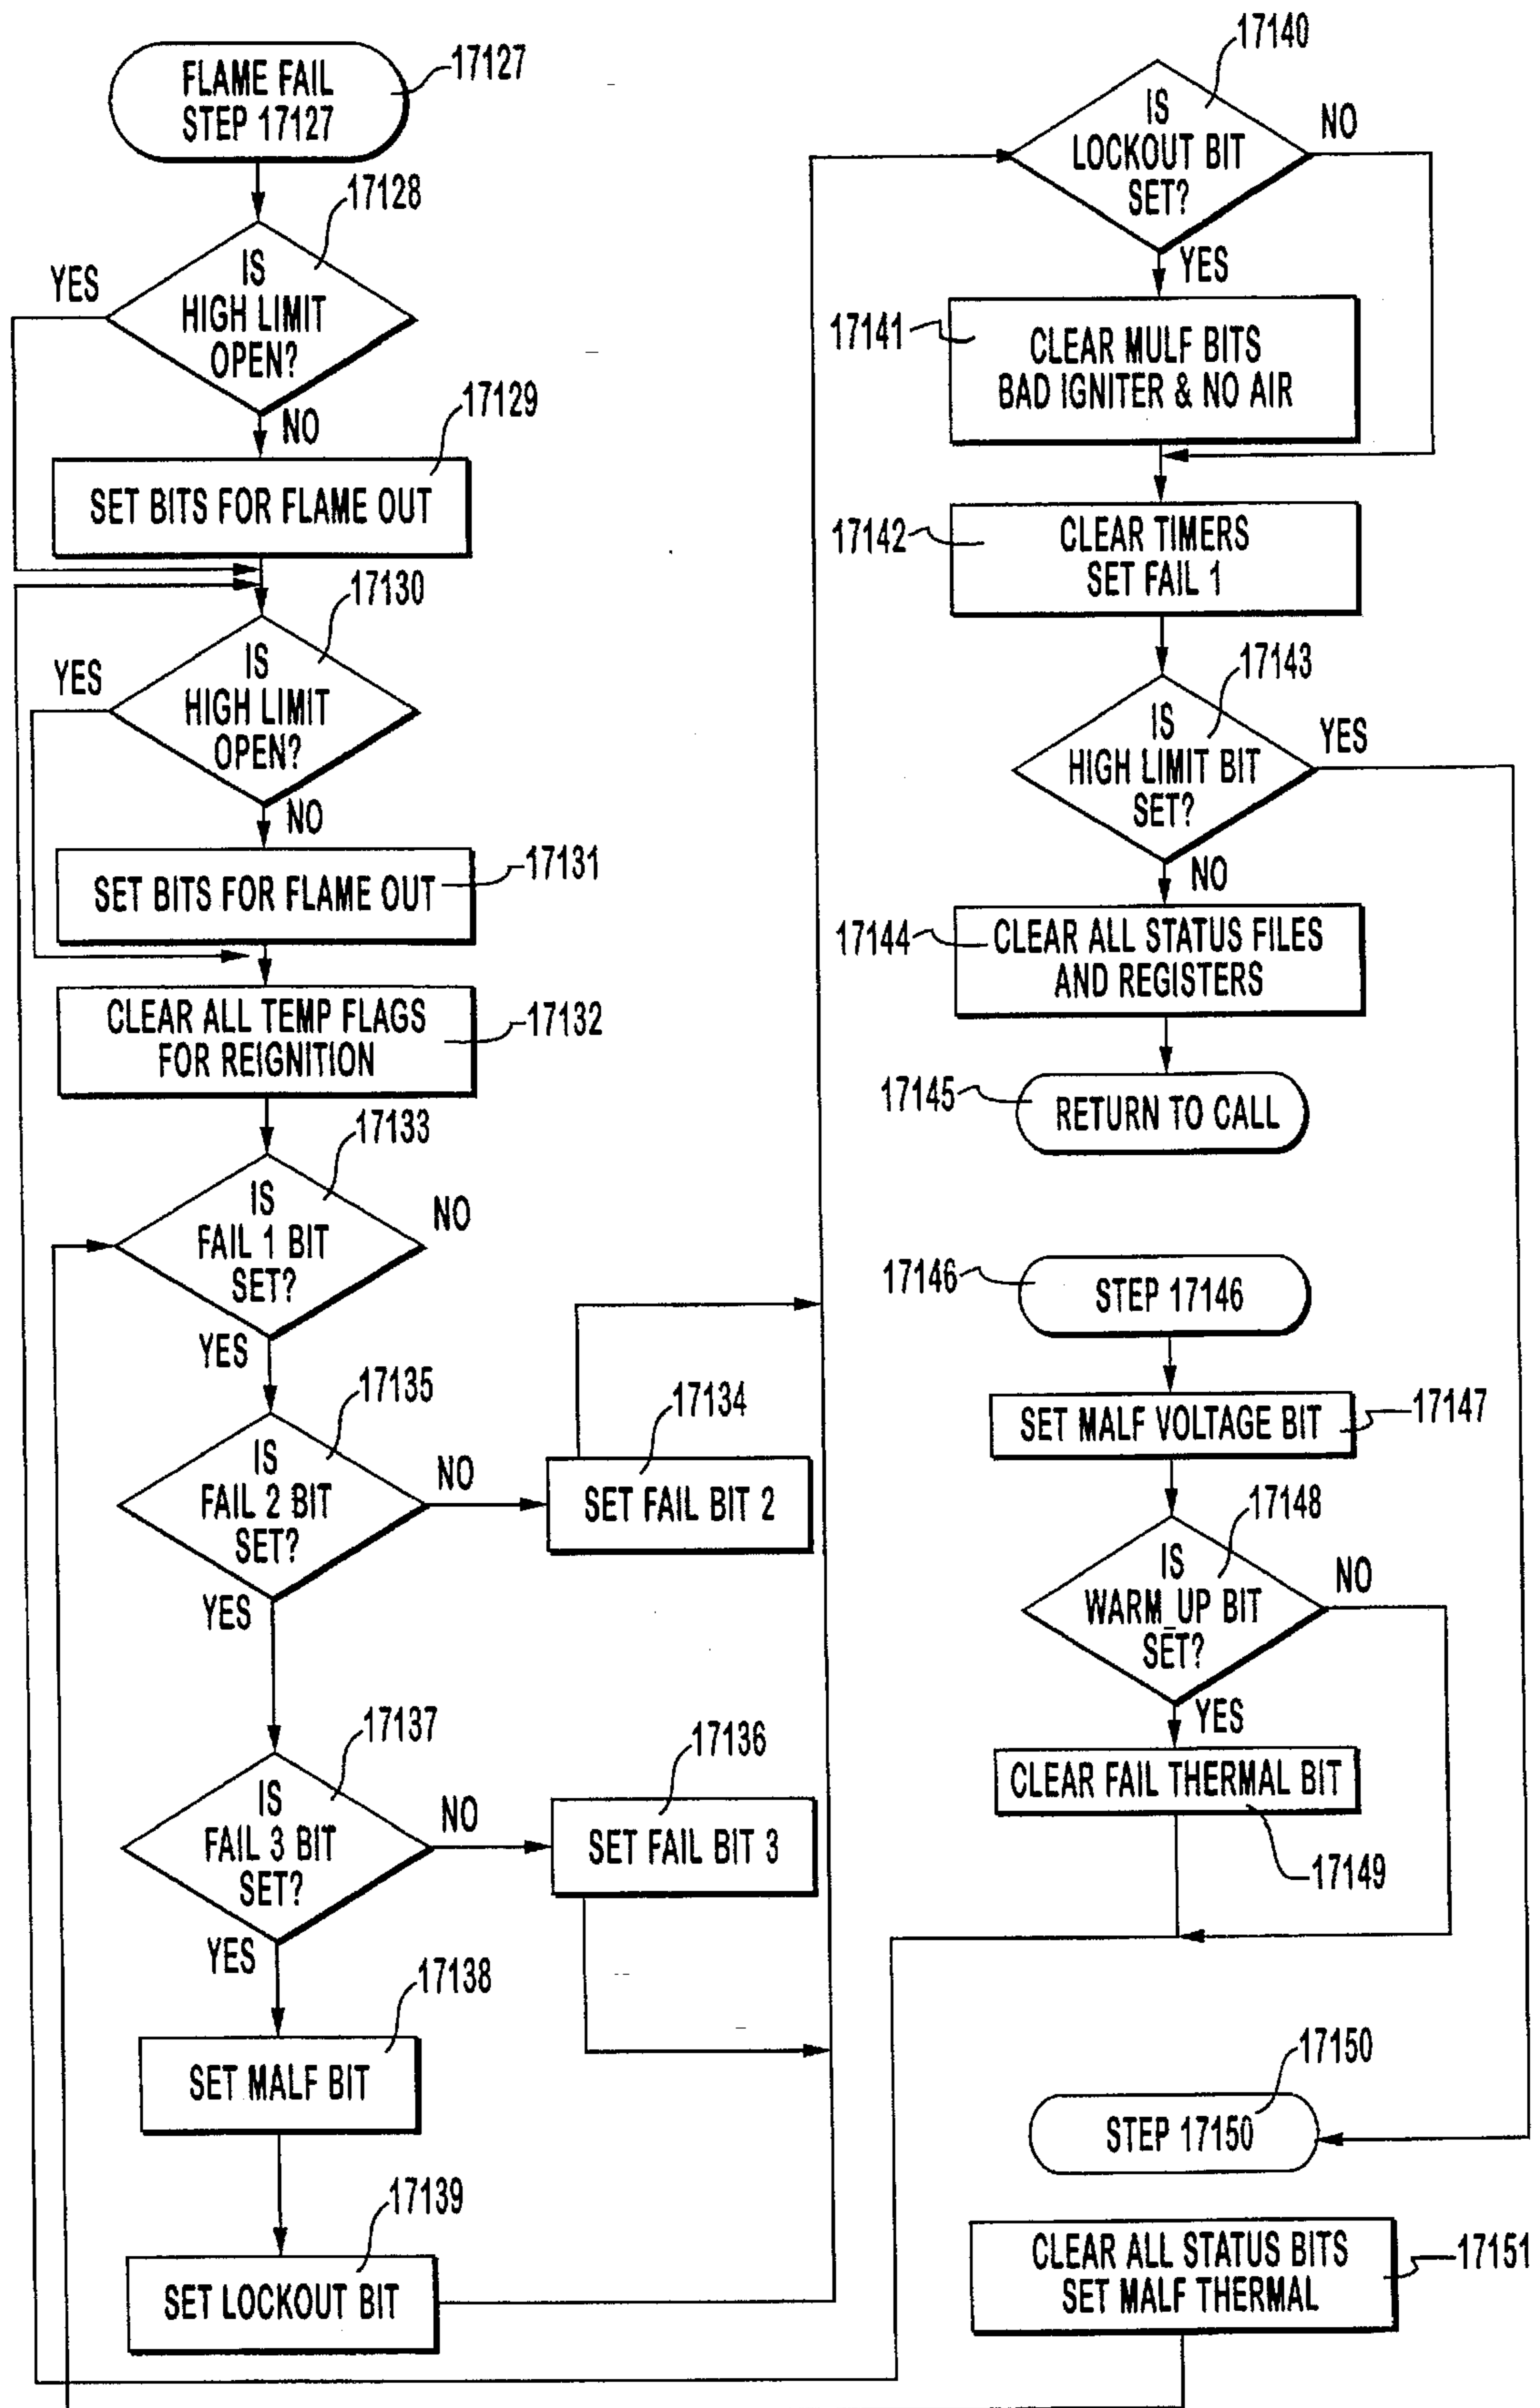 FLAME FAIL
STEP 17127
17127
17128
IS
HIGH LIMIT
OPEN?
YES
NO
17129
SET BITS FOR FLAME OUT
17130
IS
HIGH LIMIT
OPEN?
YES
NO
17131
SET BITS FOR FLAME OUT
CLEAR ALL TEMP FLAGS
FOR REIGNITION
17132
17133
IS
FAIL 1 BIT
SET?
NO
YES
17135
IS
FAIL 2 BIT
SET?
NO
YES
17134
SET FAIL BIT 2
17137
IS
FAIL 3 BIT
SET?
NO
YES
17136
SET FAIL BIT 3
17138
SET MALF BIT
17139
SET LOCKOUT BIT
17140
IS
LOCKOUT BIT
SET?
NO
YES
17141
CLEAR MULF BITS
BAD IGNITER & NO AIR
17142
CLEAR TIMERS
SET FAIL 1
17143
IS
HIGH LIMIT BIT
SET?
YES
NO
17144
CLEAR ALL STATUS FILES
AND REGISTERS
17145
RETURN TO CALL
17146
STEP 17146
SET MALF VOLTAGE BIT
17147
17148
IS
WARM_UP BIT
SET?
NO
YES
CLEAR FAIL THERMAL BIT
17149
17150
STEP 17150
CLEAR ALL STATUS BITS
SET MALF THERMAL
17151